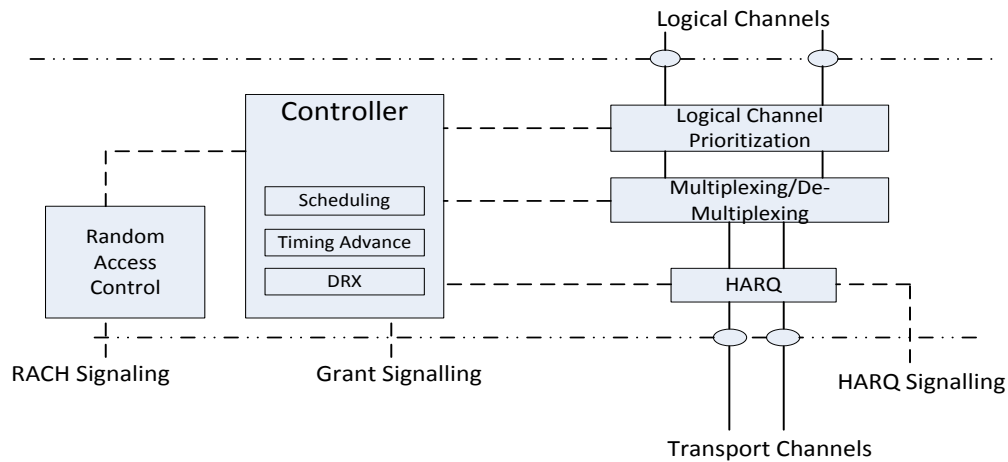 Logical Channels
Controller
Logical Channel
Prioritization
Scheduling
Multiplexing/De-
Multiplexing
Random
Access
Control
Timing Advance
DRX
HARQ
RACH Signaling
Grant Signalling
HARQ Signalling
Transport Channels